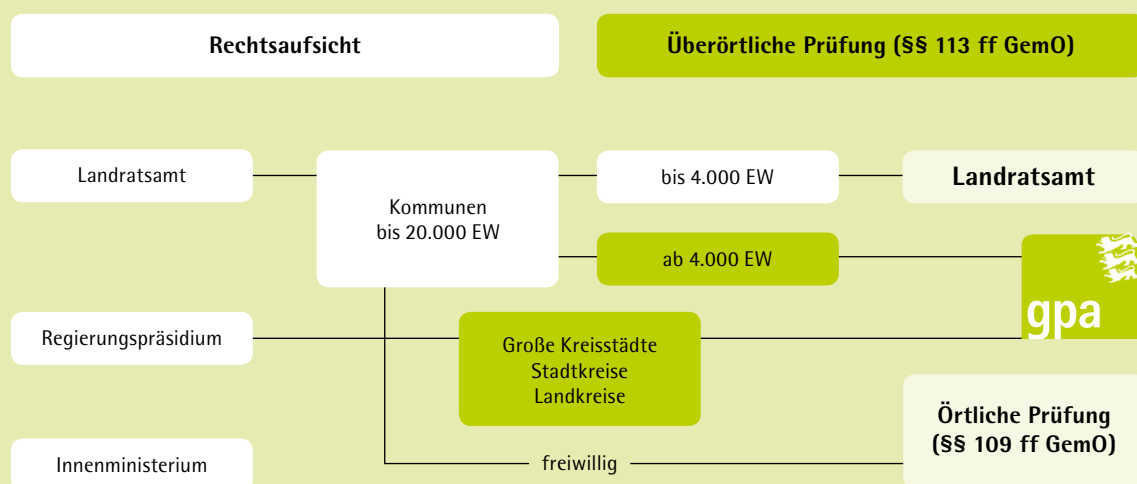 Rechtsaufsicht
Überörtliche Prüfung (§§ 113 ff GemO)
Landratsamt
Kommunen
bis 20.000 EW
bis 4.000 EW
Landratsamt
ab 4.000 EW
gpa
Regierungspräsidium
Große Kreisstädte
Stadtkreise
Landkreise
Örtliche Prüfung
(§§ 109 ff GemO)
Innenministerium
freiwillig